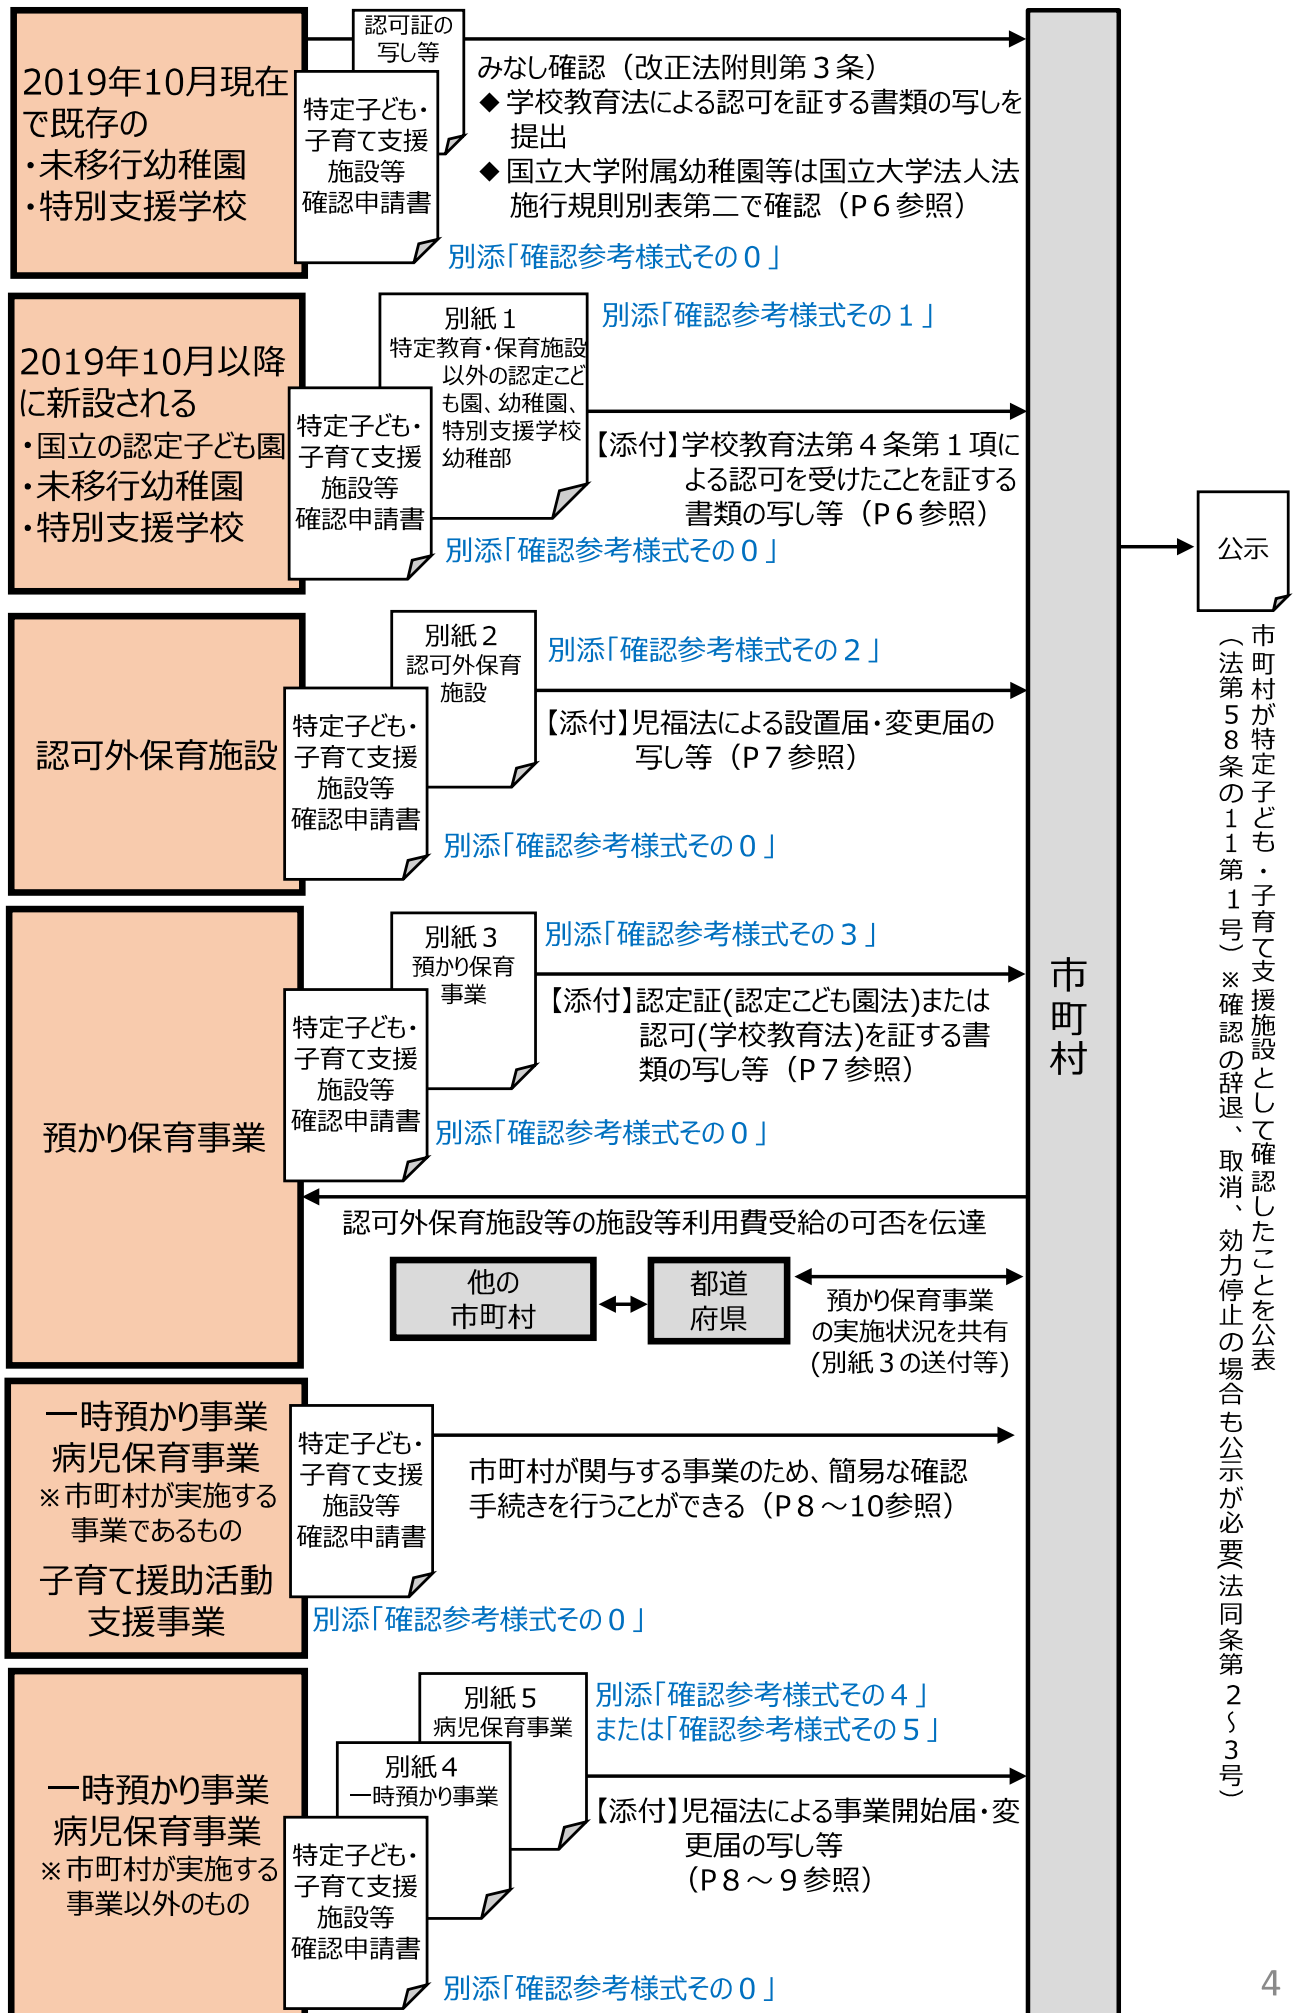 2019年10月現在
で既存の
・未移行幼稚園
・特別支援学校
認可証の
写し等
特定子ども・
子育て支援
施設等
確認申請書
みなし確認（改正法附則第３条）
◆ 学校教育法による認可を証する書類の写しを
提出
◆ 国立大学附属幼稚園等は国立大学法人法
施行規則別表第二で確認（P６参照）
別添「確認参考様式その０」
2019年10月以降
に新設される
・国立の認定子ども園
・未移行幼稚園
・特別支援学校
別紙１
特定教育・保育施設
以外の認定こど
も園、幼稚園、
特別支援学校
幼稚部
特定子ども・
子育て支援
施設等
確認申請書
別添「確認参考様式その１」
【添付】学校教育法第４条第１項に
よる認可を受けたことを証する
書類の写し等（P６参照）
別添「確認参考様式その０」
認可外保育施設
別紙２
認可外保育
施設
特定子ども・
子育て支援
施設等
確認申請書
別添「確認参考様式その２」
【添付】児福法による設置届・変更届の
写し等（P７参照）
別添「確認参考様式その０」
預かり保育事業
別紙３
預かり保育
事業
特定子ども・
子育て支援
施設等
確認申請書
別添「確認参考様式その３」
【添付】認定証(認定こども園法)または
認可(学校教育法)を証する書
類の写し等（P７参照）
別添「確認参考様式その０」
認可外保育施設等の施設等利用費受給の可否を伝達
他の
市町村
都道
府県
預かり保育事業
の実施状況を共有
(別紙３の送付等)
一時預かり事業
病児保育事業
※市町村が実施する
事業であるもの
子育て援助活動
支援事業
特定子ども・
子育て支援
施設等
確認申請書
市町村が関与する事業のため、簡易な確認
手続きを行うことができる（P８～10参照）
別添「確認参考様式その０」
一時預かり事業
病児保育事業
※市町村が実施する
事業以外のもの
別紙５
病児保育事業
別紙４
一時預かり事業
特定子ども・
子育て支援
施設等
確認申請書
別添「確認参考様式その４」
または「確認参考様式その５」
【添付】児福法による事業開始届・変
更届の写し等
（P８～９参照）
別添「確認参考様式その０」
市町村
公示
市町村が特定子ども・子育て支援施設として確認したことを公表
（法第５８条の１１第１号）※確認の辞退、取消、効力停止の場合も公示が必要(法同条第２～３号）
4